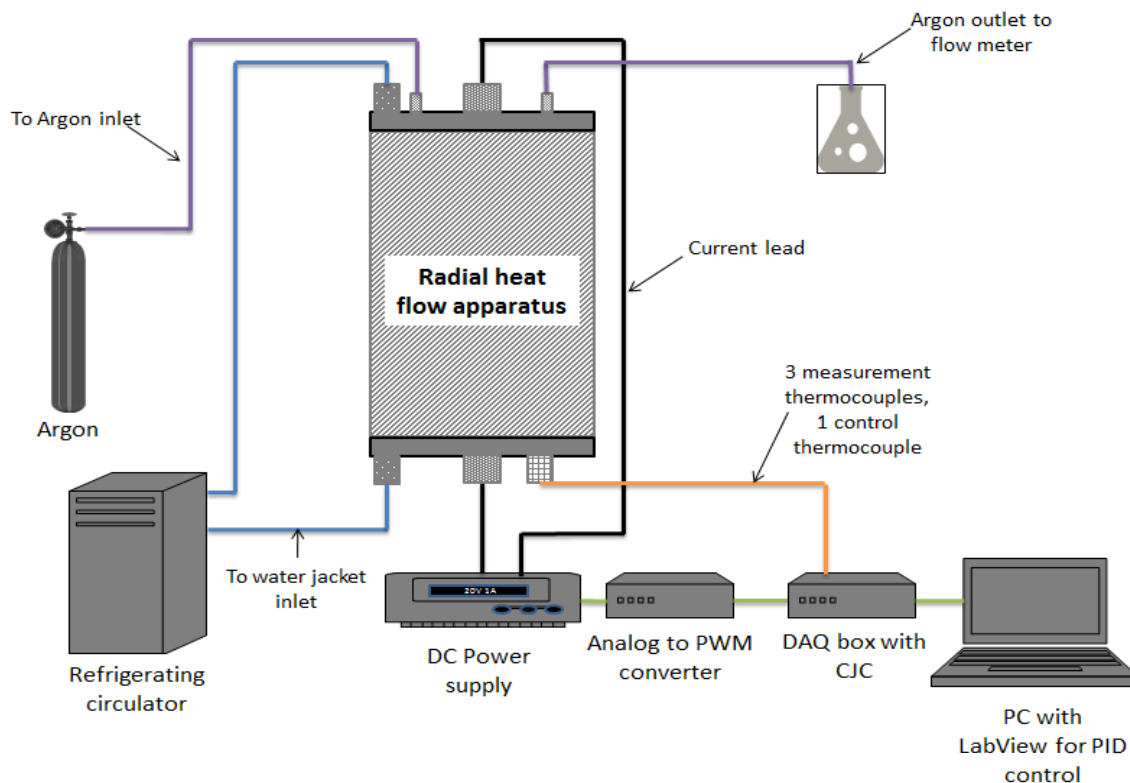 Argon outlet to
flow meter
To Argon inlet
Current lead
Radial heat
flow apparatus
3 measurement
thermocouples,
1 control
thermocouple
Argon
To water jacket
inlet
20V 1A
Refrigerating
circulator
DC Power
supply
Analog to PWM
converter
DAQ box with
CJC
PC with
LabView for PID
control